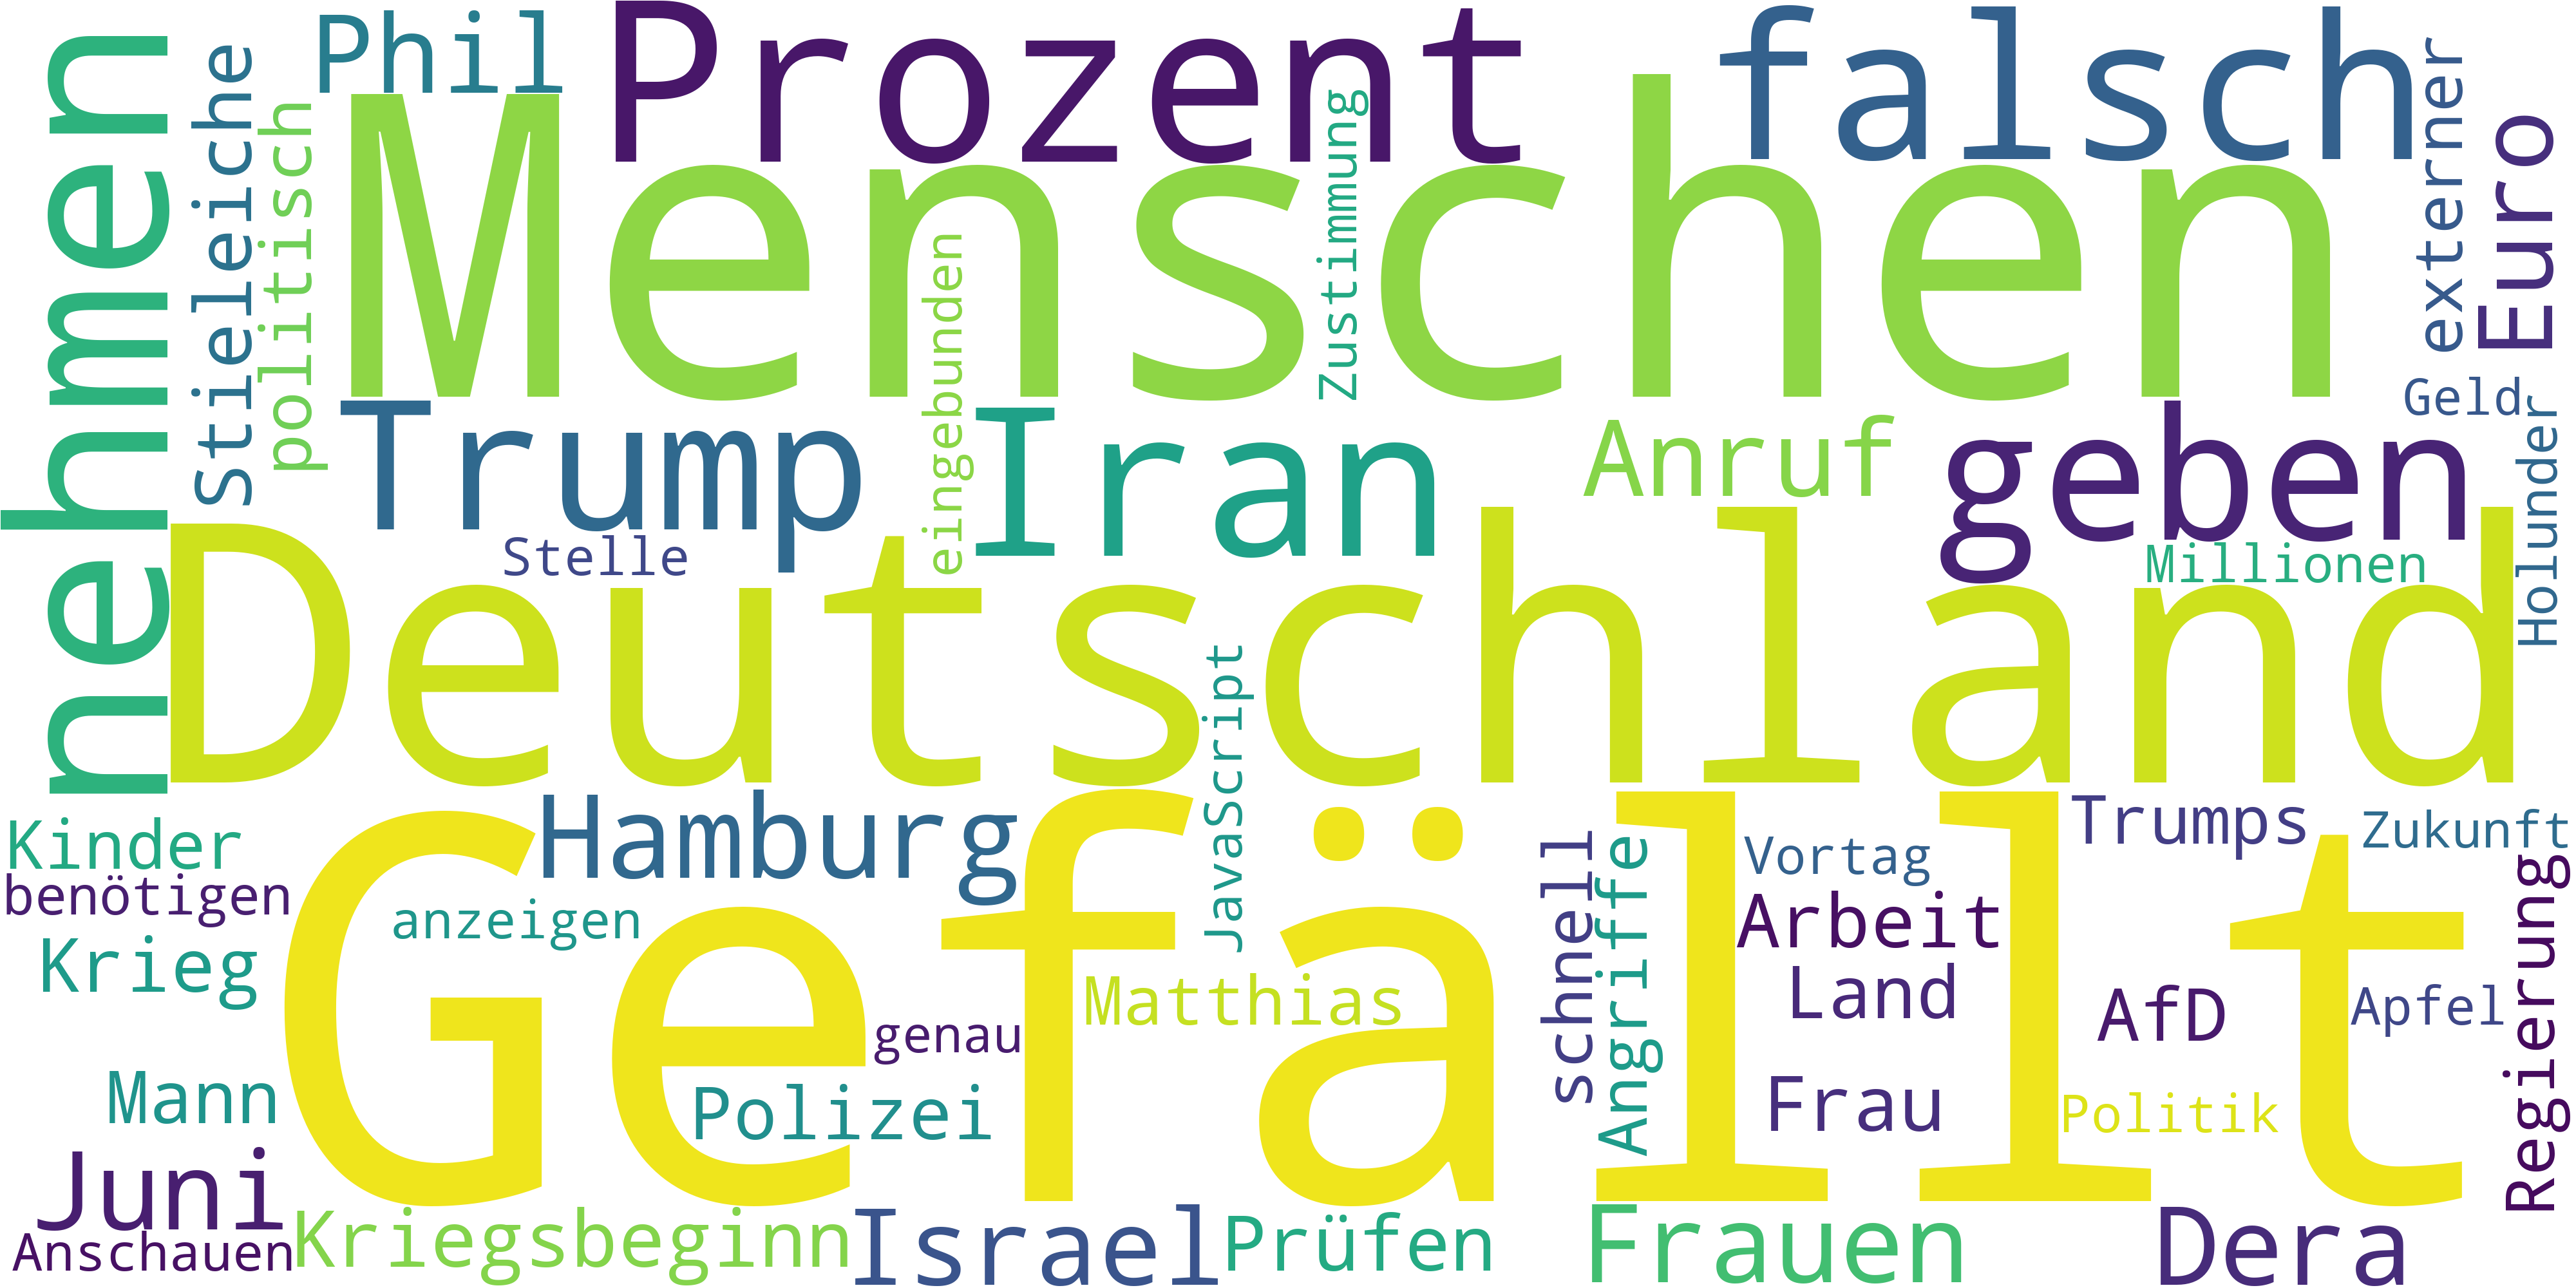 nehmen
Stieleiche
politisch
Phil
Prozent
falsch
externer
Euro
Menschen
Zustimmung
eingebunden
Trump
Iran
Anruf
geben
Geld
Holunder
Stelle
Millionen
Deutschland
JavaScript
Kinder
Hamburg
Trumps
Zukunft
Vortag
benötigen
anzeigen
schnell
Angriffe
Arbeit
Regierung
Krieg
Gefällt
Matthias
Land
AfD
Apfel
genau
Mann
Polizei
Frau
Politik
Juni
Anschauen
Kriegsbeginn
Israel
Prüfen
Frauen
Dera